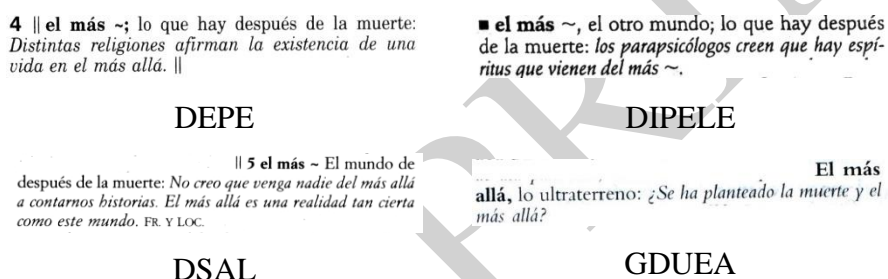 4 || el más ~; lo que hay después de la muerte:
Distintas religiones afirman la existencia de una
vida en el más allá. ||
DEPE
■ el más ~, el otro mundo; lo que hay después
de la muerte: los parapsicólogos creen que hay espí-
ritus que vienen del más ~.
DIPELE
|| 5 el más ~ El mundo de
después de la muerte: No creo que venga nadie del más allá
a contarnos historias. El más allá es una realidad tan cierta
como este mundo. FR. Y LOC.
DSAL
El más
allá, lo ultraterreno: ¿Se ha planteado la muerte y el
más allá?
GDUEA